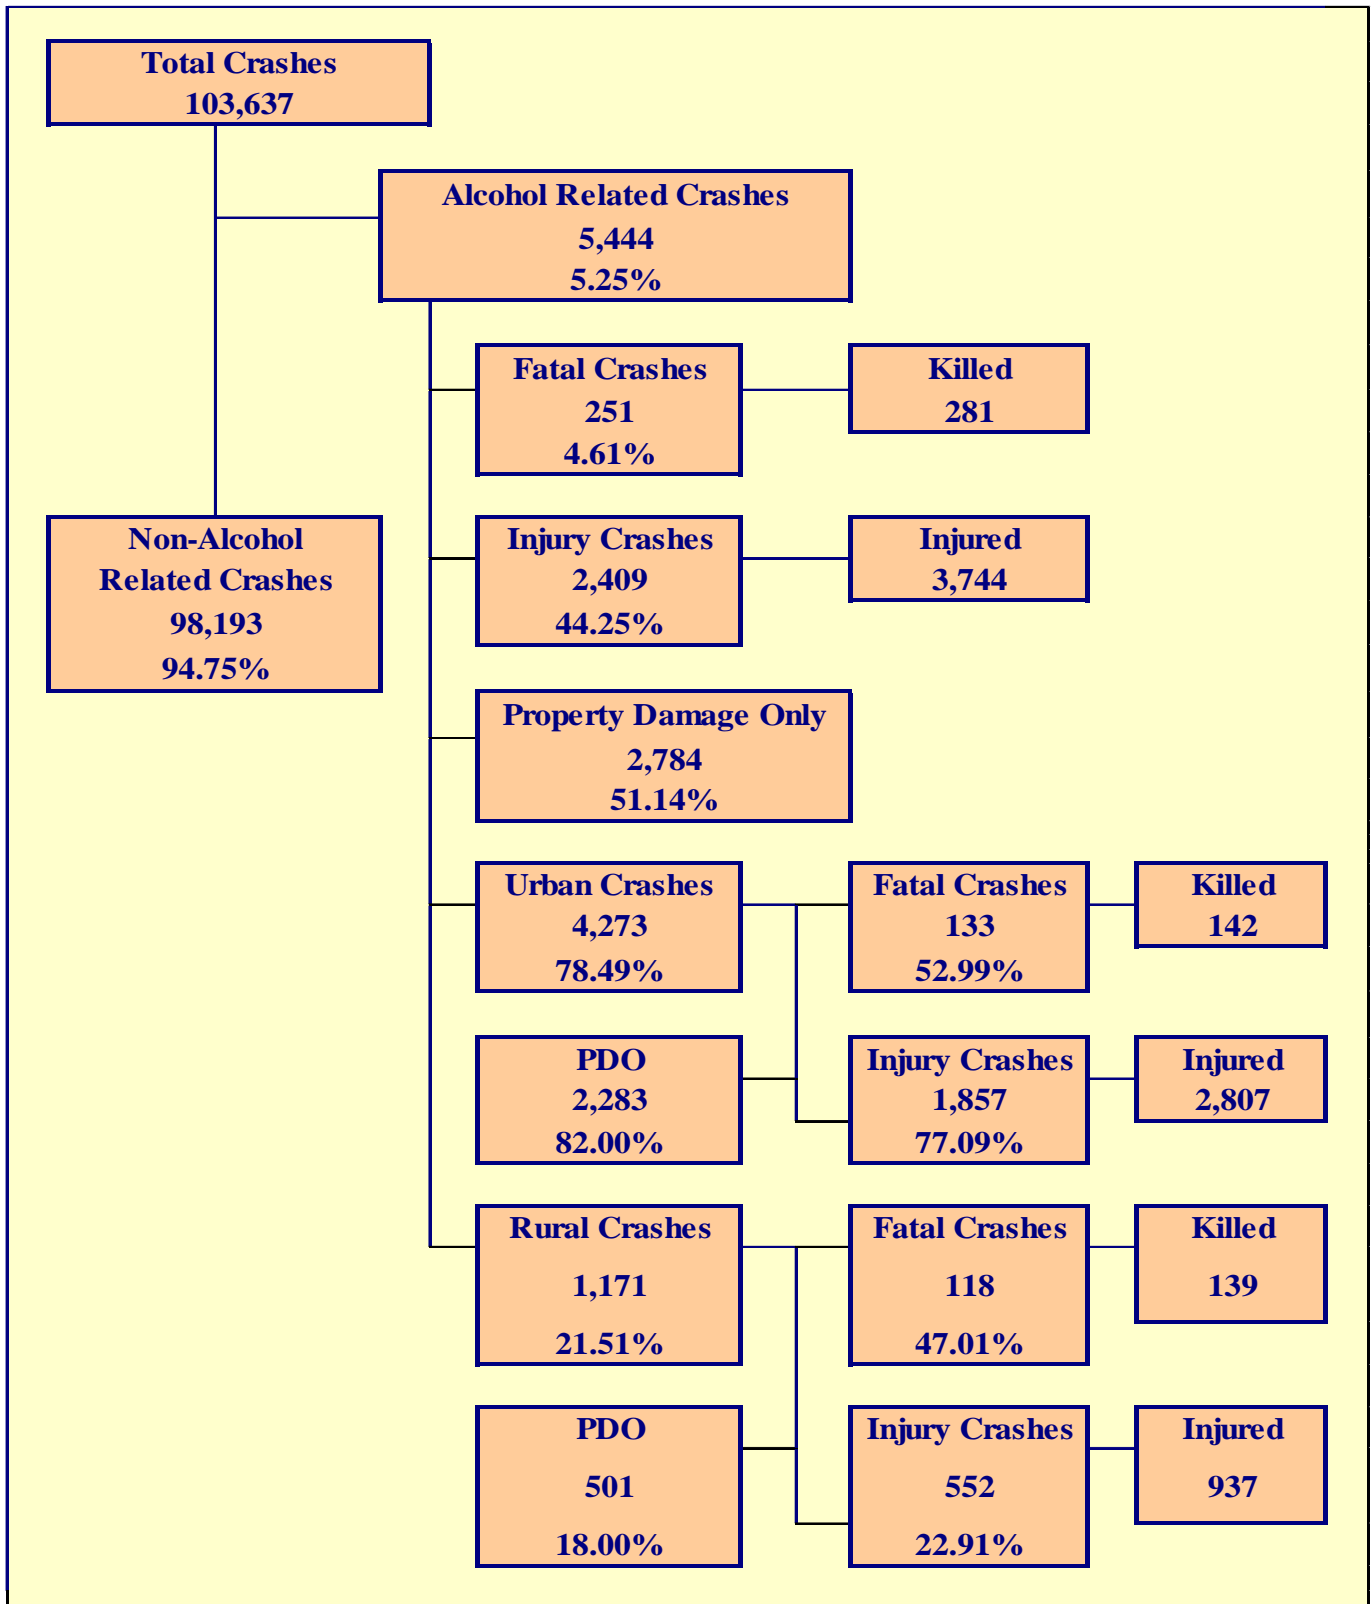 Total Crashes
103,637
Alcohol Related Crashes
5,444
5.25%
Fatal Crashes
251
4.61%
Killed
281
Non-Alcohol
Related Crashes
98,193
94.75%
Injury Crashes
2,409
44.25%
Injured
3,744
Property Damage Only
2,784
51.14%
Urban Crashes
4,273
78.49%
Fatal Crashes
133
52.99%
Killed
142
PDO
2,283
82.00%
Injury Crashes
1,857
77.09%
Injured
2,807
Rural Crashes
1,171
21.51%
Fatal Crashes
118
47.01%
Killed
139
PDO
501
18.00%
Injury Crashes
552
22.91%
Injured
937